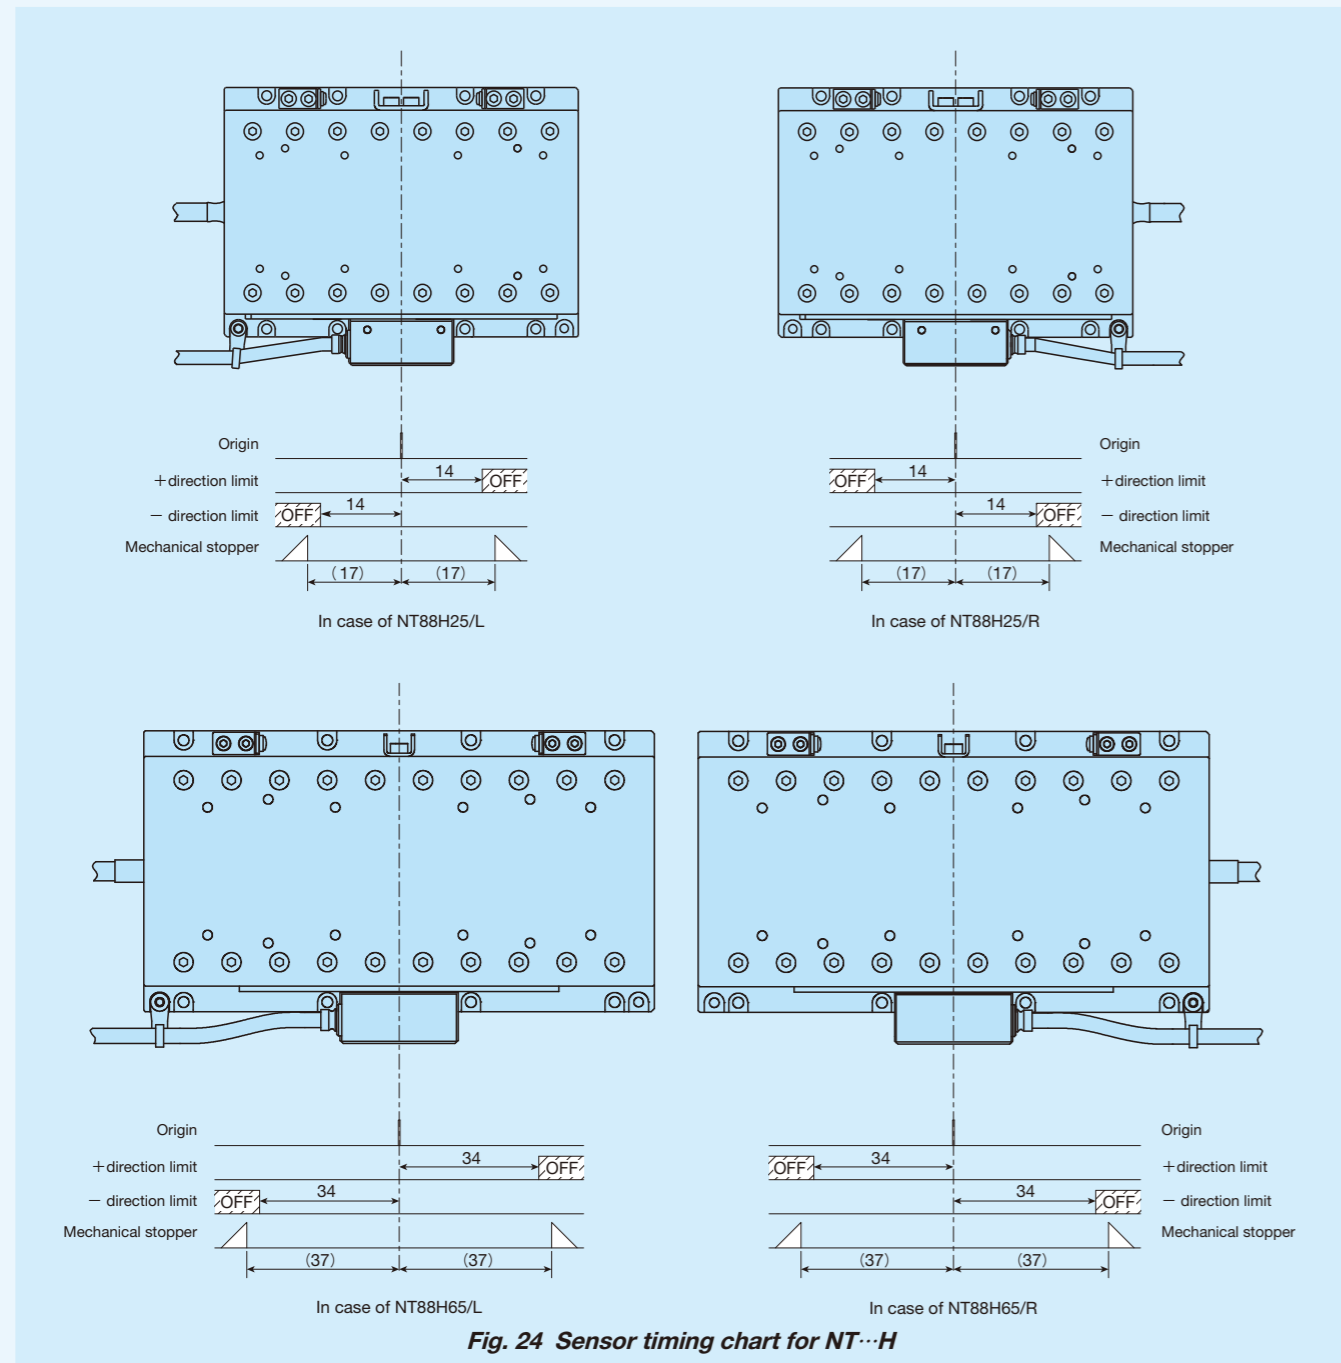 Origin
+direction limit
14
OFF
− direction limit
OFF
14
Mechanical stopper
(17)
(17)
In case of NT88H25/L
Origin
OFF
14
+direction limit
14
OFF
− direction limit
Mechanical stopper
(17)
(17)
In case of NT88H25/R
Origin
+direction limit
34
OFF
− direction limit
OFF
34
Mechanical stopper
(37)
(37)
In case of NT88H65/L
Origin
OFF
34
+direction limit
34
OFF
− direction limit
Mechanical stopper
(37)
(37)
In case of NT88H65/R
Fig. 24 Sensor timing chart for NT···H